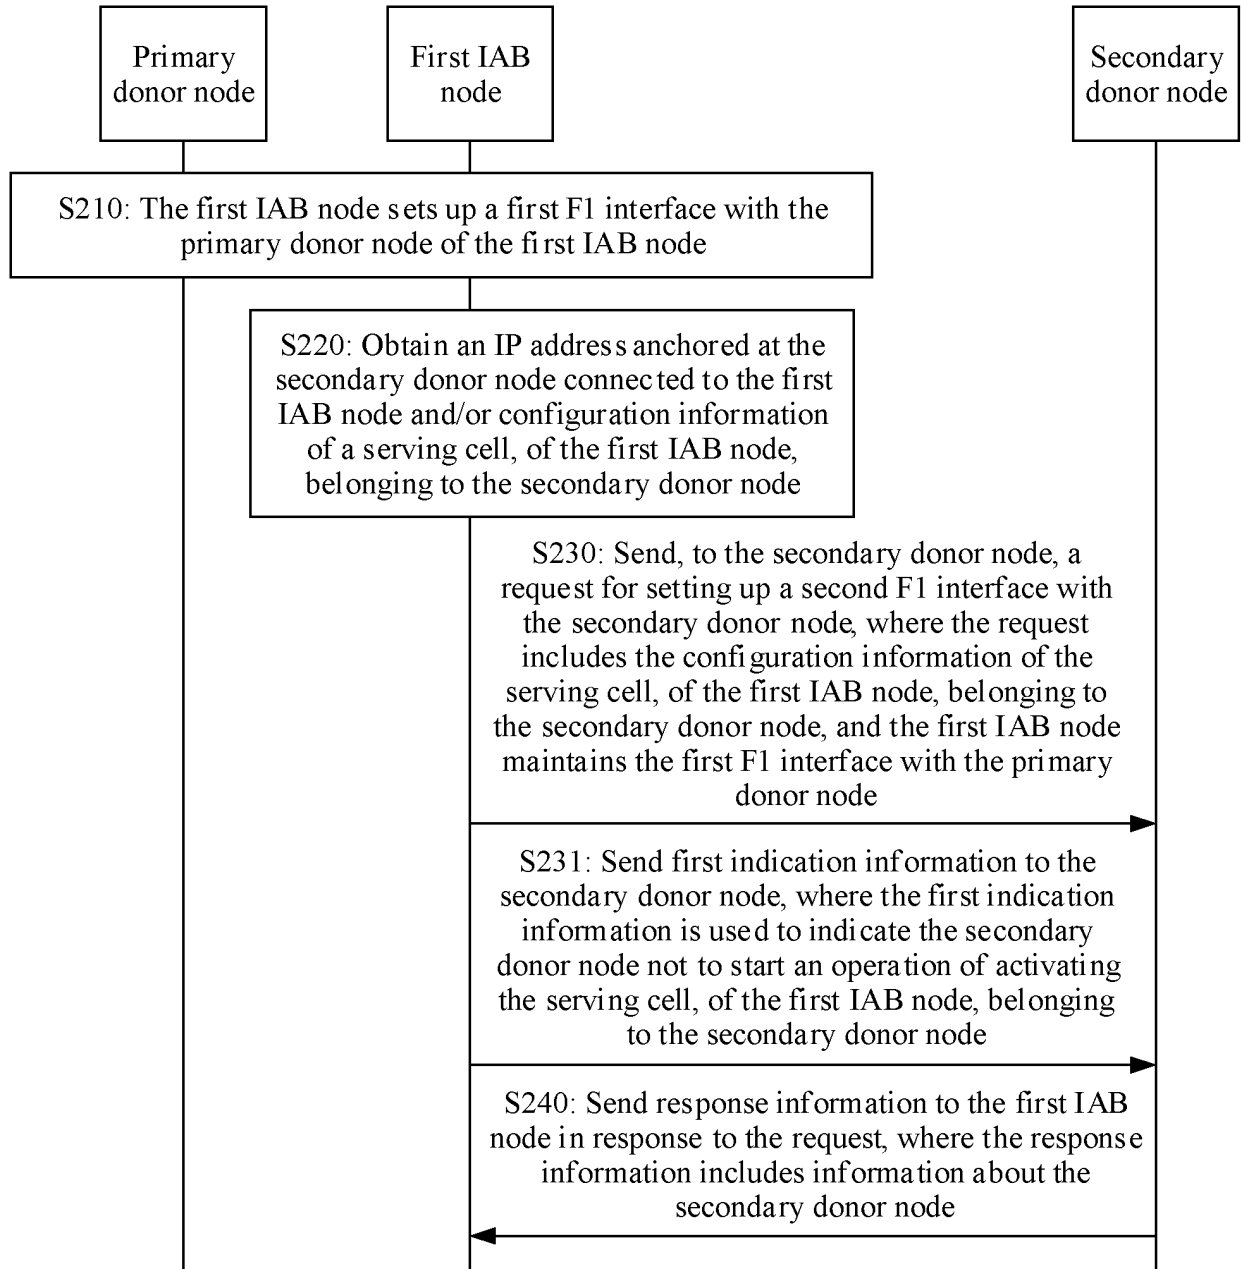 Primary
donor node
First IAB
node
Secondary
donor node
S210: The first IAB node sets up a first F1 interface with the
primary donor node of the first IAB node
S220: Obtain an IP address anchored at the
secondary donor node connected to the first
IAB node and/or configuration information
of a serving cell, of the first IAB node,
belonging to the secondary donor node
S230: Send, to the secondary donor node, a
request for setting up a second F1 interface with
the secondary donor node, where the request
includes the configuration information of the
serving cell, of the first IAB node, belonging to
the secondary donor node, and the first IAB node
maintains the first F1 interface with the primary
donor node
S231: Send first indication information to the
secondary donor node, where the first indication
information is used to indicate the secondary
donor node not to start an operation of activating
the serving cell, of the first IAB node, belonging
to the secondary donor node
S240: Send response information to the first IAB
node in response to the request, where the response
information includes information about the
secondary donor node